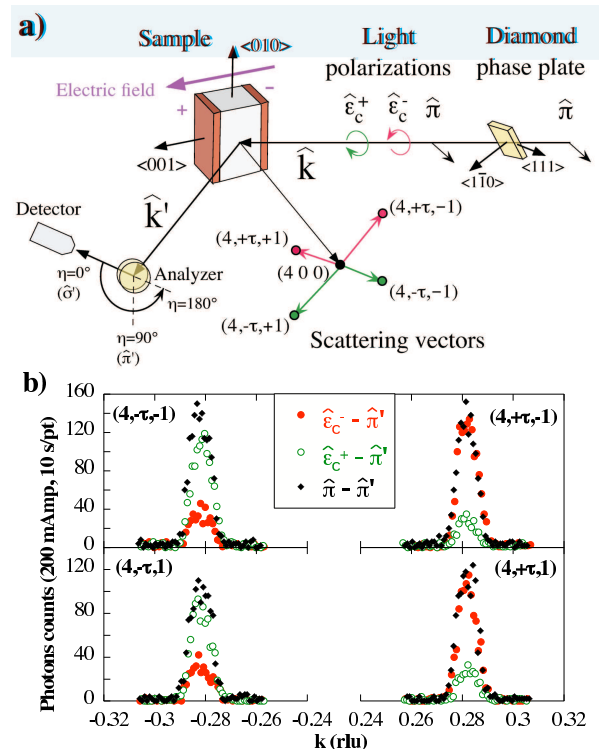 a)
Sample
Light polarizations
Diamond phase plate
<010>
Electric field
+
−
ε̂c+
ε̂c-
π̂
π̂
<001>
k̂
<11̄0>
<111>
k̂'
Detector
(4,+τ,-1)
(4,+τ,+1)
(4 0 0)
η=0°
(σ̂')
Analyzer
η=180°
(4,-τ,-1)
(4,-τ,+1)
η=90°
(π̂')
Scattering vectors
b)
Photons counts (200 mAmp, 10 s/pt)
160
120
80
40
0
(4,-τ,-1)
ε̂c- - π̂'
ε̂c+ - π̂'
π̂ - π̂'
(4,+τ,-1)
120
80
40
0
(4,-τ,1)
(4,+τ,1)
-0.32 -0.3 -0.28 -0.26 -0.24 0.26 0.28 0.3 0.32
k (rlu)